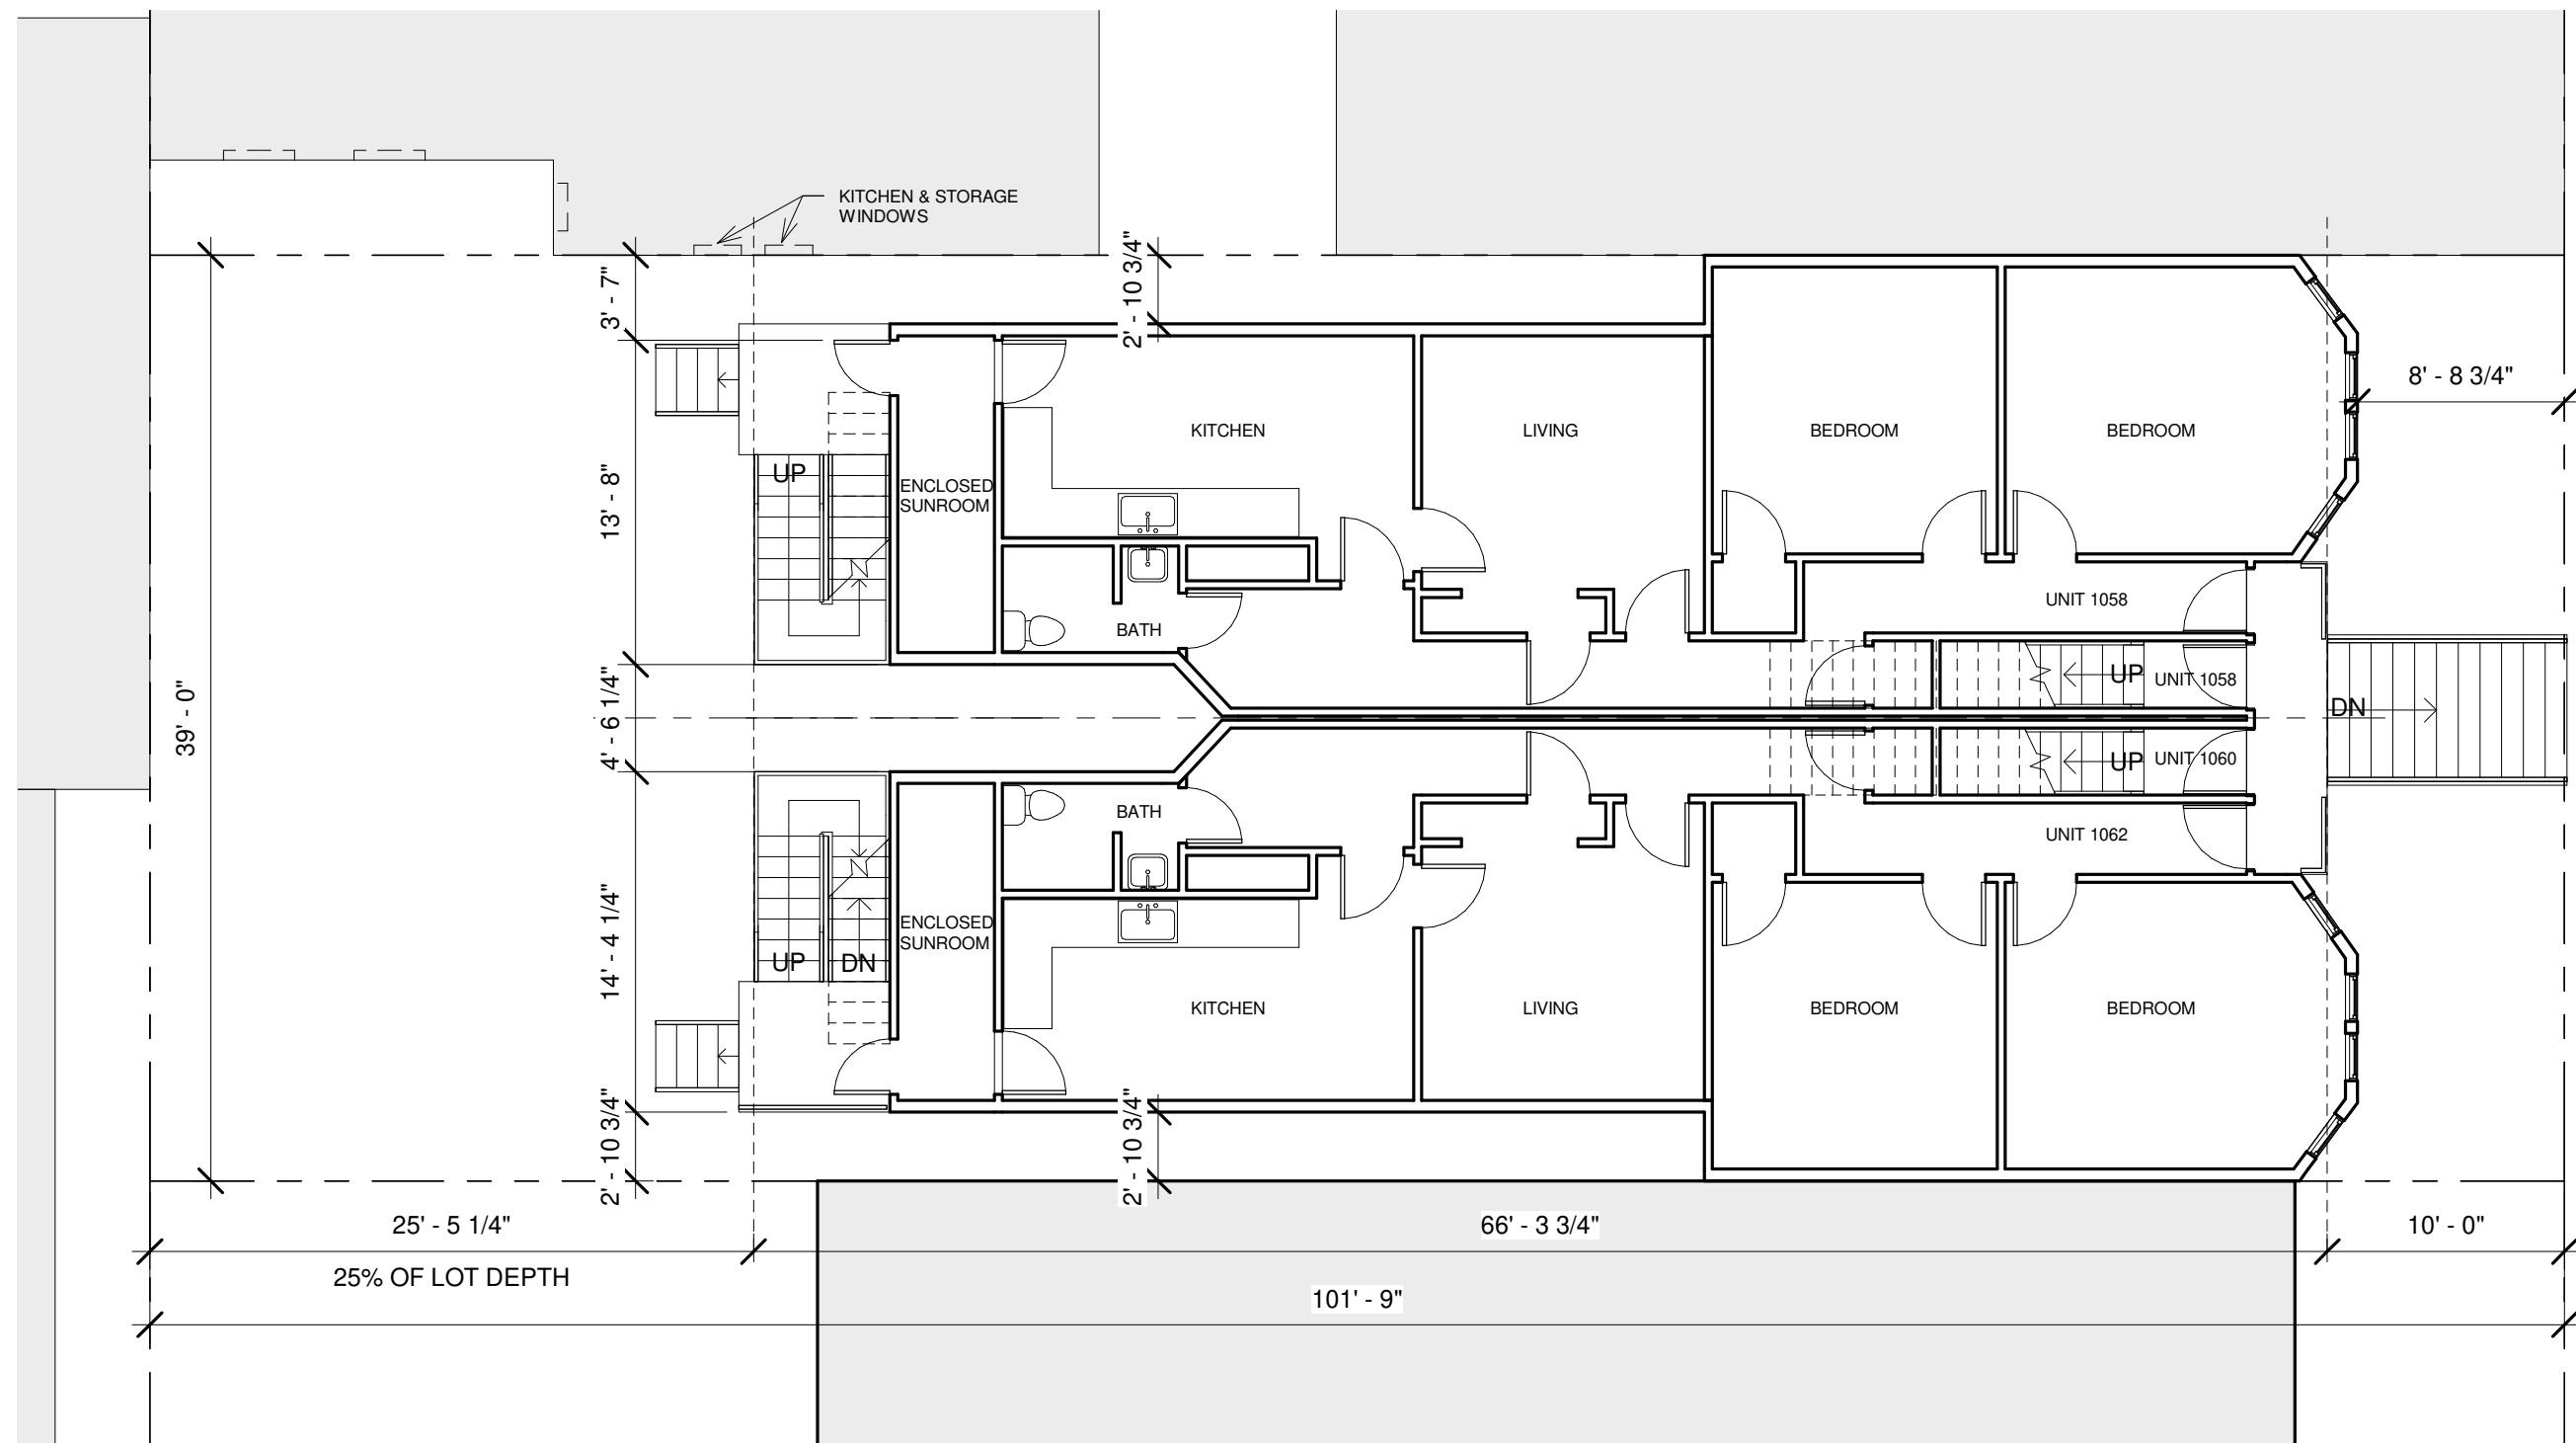 KITCHEN & STORAGE
WINDOWS
3' - 7"
2' - 10 3/4"
8' - 8 3/4"
KITCHEN
LIVING
BEDROOM
BEDROOM
UP
13' - 8"
ENCLOSED
SUNROOM
UNIT 1058
BATH
39' - 0"
4' - 6 1/4"
UP
UNIT 1058
DN
UP
UNIT 1060
BATH
UNIT 1062
14' - 4 1/4"
ENCLOSED
SUNROOM
UP
DN
KITCHEN
LIVING
BEDROOM
BEDROOM
2' - 10 3/4"
2' - 10 3/4"
25' - 5 1/4"
66' - 3 3/4"
10' - 0"
25% OF LOT DEPTH
101' - 9"